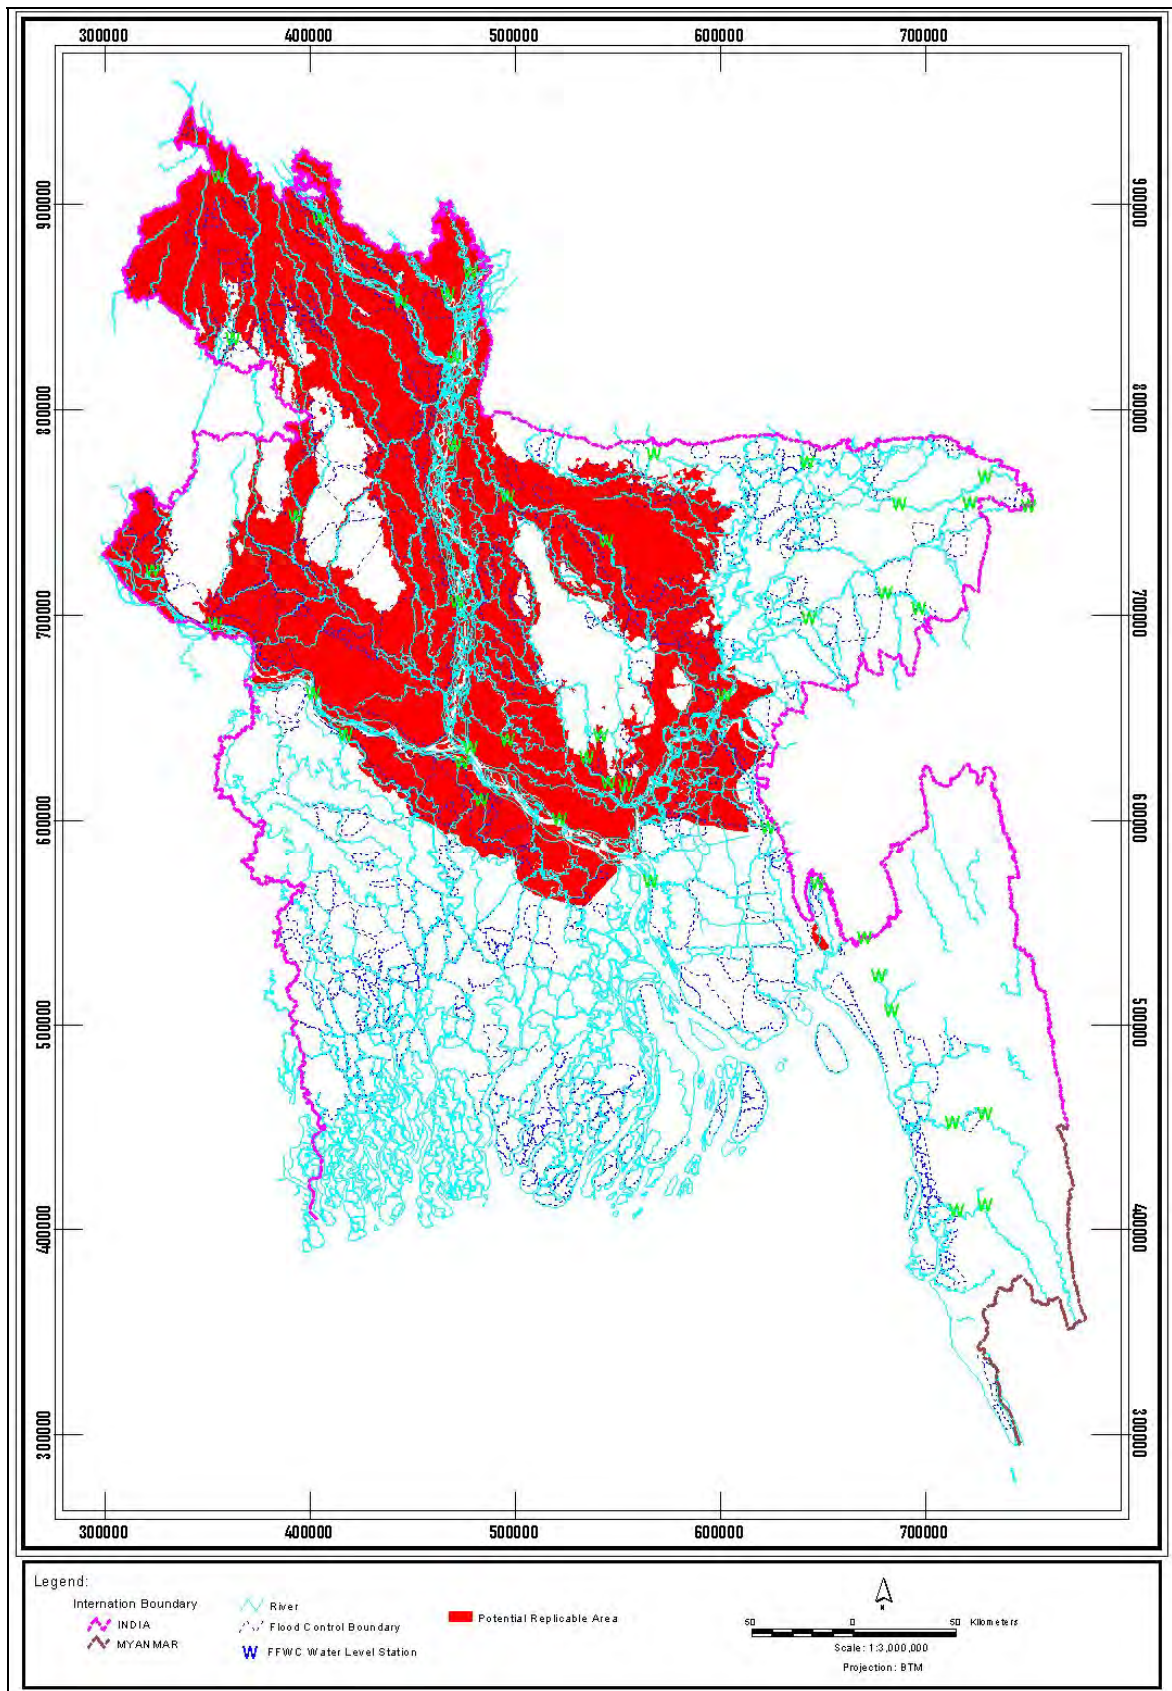 300000 400000 500000 600000 700000
900000 900000
800000 800000
700000 700000
600000 600000
500000 500000
400000 400000
300000 300000
W W W W W W W W W W W W W W W W W W W W W W W W W W W W W W W W W W W W W W W W W W W W W W W
300000 400000 500000 600000 700000
Legend:
Internation Boundary
INDIA
MYANMAR
River
Flood Control Boundary
W FFWC Water Level Station
Potential Replicable Area
N
50 0 50 Kilometers
Scale: 1:3,000,000
Projection: BTM